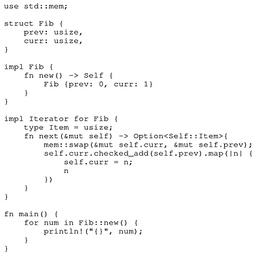 use std::mem;
struct Fib {
    prev: usize,
    curr: usize,
}
impl Fib {
    fn new() -> Self {
        Fib {prev: 0, curr: 1}
    }
}
impl Iterator for Fib {
    type Item = usize;
    fn next(&mut self) -> Option<Self::Item>{
        mem::swap(&mut self.curr, &mut self.prev);
        self.curr.checked_add(self.prev).map(|n| {
            self.curr = n;
            n
        })
    }
}
fn main() {
    for num in Fib::new() {
        println!("{}", num);
    }
}